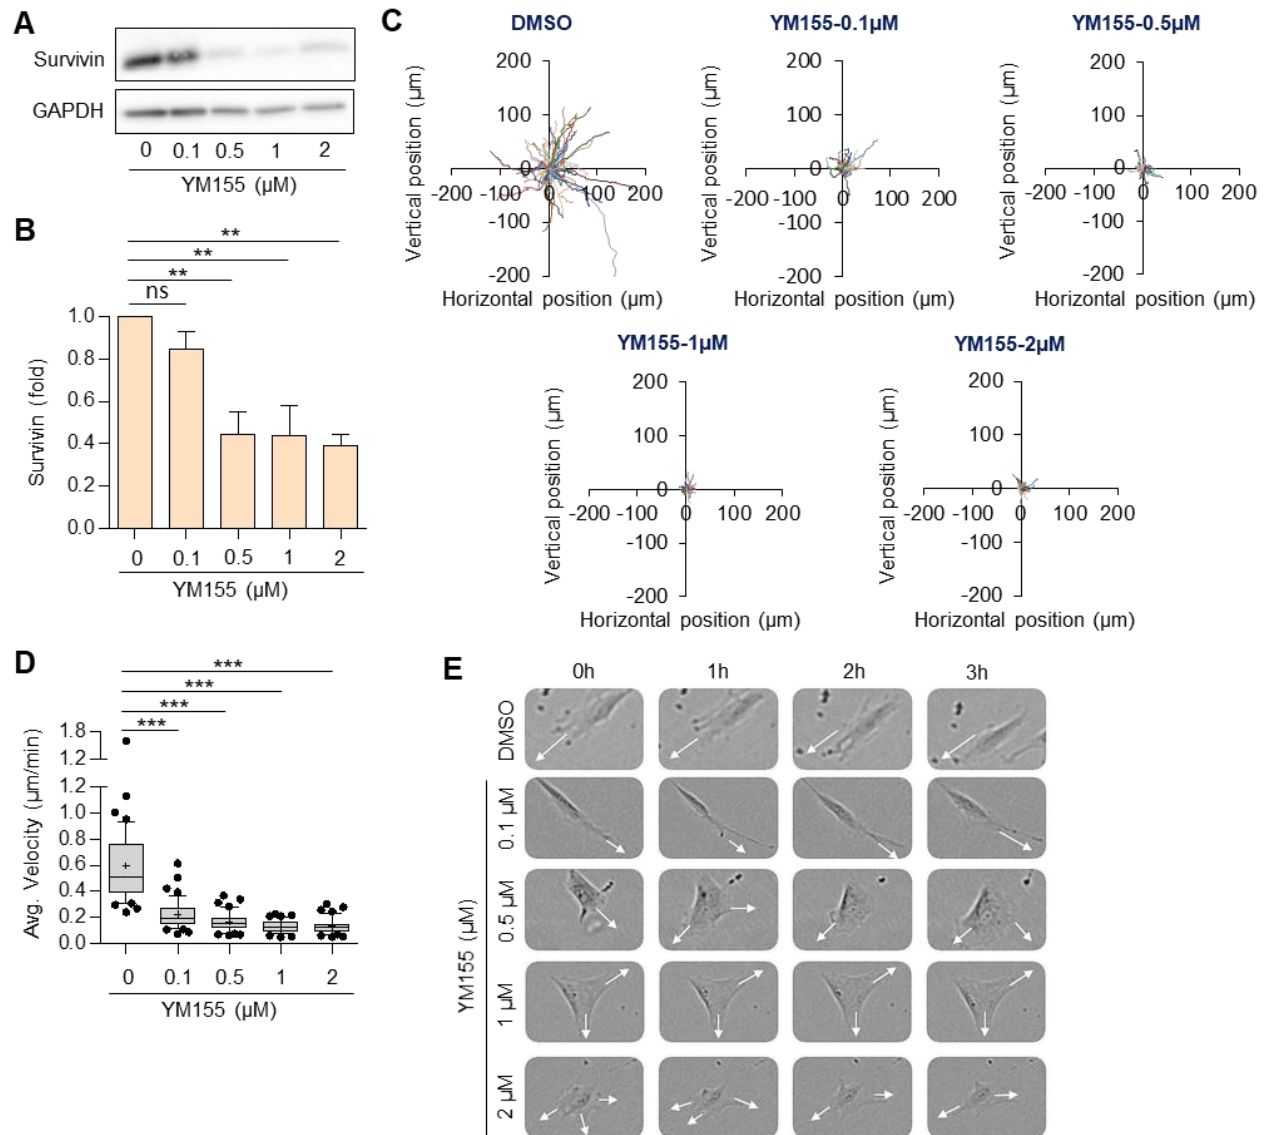 A
Survivin
GAPDH
0 0.1 0.5 1 2
YM155 (µM)
B
**
**
**
ns
Survivin (fold)
1.0
0.8
0.6
0.4
0.2
0.0
0 0.1 0.5 1 2
YM155 (µM)
C
DMSO
Vertical position (µm)
200
100
0
-200 -100 0 100 200
-100
-200
Horizontal position (µm)
YM155-0.1µM
Vertical position (µm)
200
100
0
-200 -100 0 100 200
-100
-200
Horizontal position (µm)
YM155-0.5µM
Vertical position (µm)
200
100
0
-200 -100 0 100 200
-100
-200
Horizontal position (µm)
YM155-1µM
Vertical position (µm)
200
100
0
-200 -100 0 100 200
-100
-200
Horizontal position (µm)
YM155-2µM
Vertical position (µm)
200
100
0
-200 -100 0 100 200
-100
-200
Horizontal position (µm)
D
***
***
***
***
Avg. Velocity (µm/min)
1.8
1.2
1.2
1.0
0.8
0.6
0.4
0.2
0.0
0 0.1 0.5 1 2
YM155 (µM)
E
0h 1h 2h 3h
DMSO
YM155 (µM)
0.1 µM
0.5 µM
1 µM
2 µM